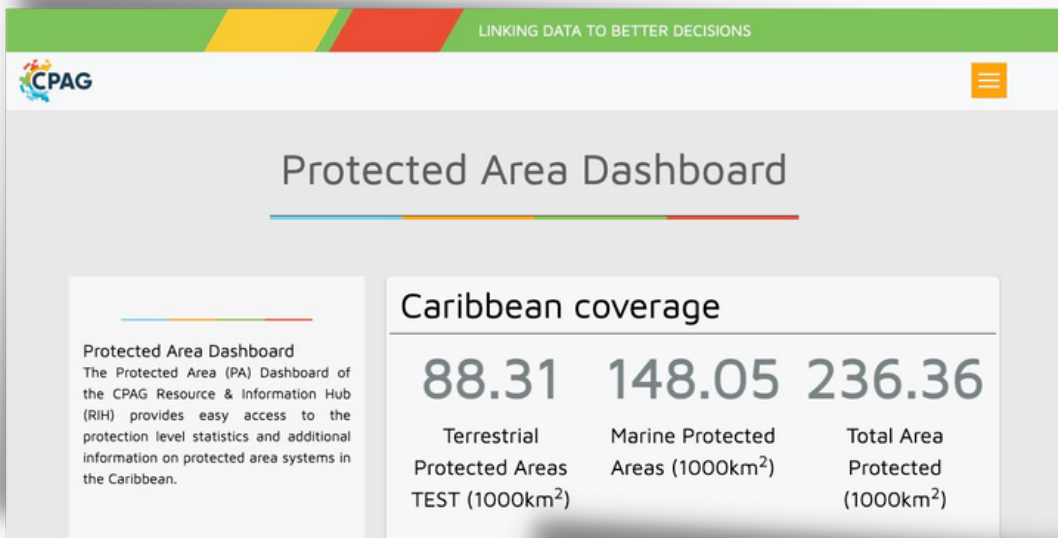 LINKING DATA TO BETTER DECISIONS
CPAG
Protected Area Dashboard
Protected Area Dashboard
The Protected Area (PA) Dashboard of
the CPAG Resource & Information Hub
(RIH) provides easy access to the
protection level statistics and additional
information on protected area systems in
the Caribbean.
Caribbean coverage
88.31 148.05 236.36
Terrestrial
Protected Areas
TEST (1000km²)
Marine Protected
Areas (1000km²)
Total Area
Protected
(1000km²)